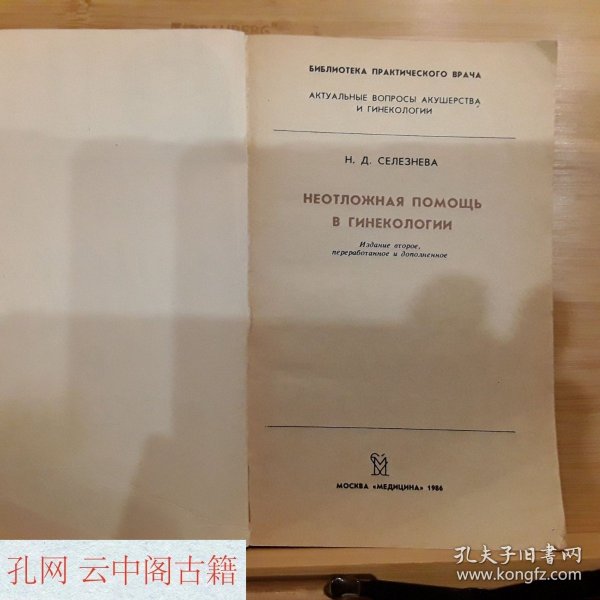 БИБЛИОТЕКА ПРАКТИЧЕСКОГО ВРАЧА
АКТУАЛЬНЫЕ ВОПРОСЫ АКУШЕРСТВА
И ГИНЕКОЛОГИИ
Н. Д. СЕЛЕЗНЕВА
НЕОТЛОЖНАЯ ПОМОЩЬ
В ГИНЕКОЛОГИИ
Издание второе,
переработанное и дополненное
МОСКВА «МЕДИЦИНА» 1986
孔网 云中阁古籍
孔夫子旧书网
www.kongfz.com